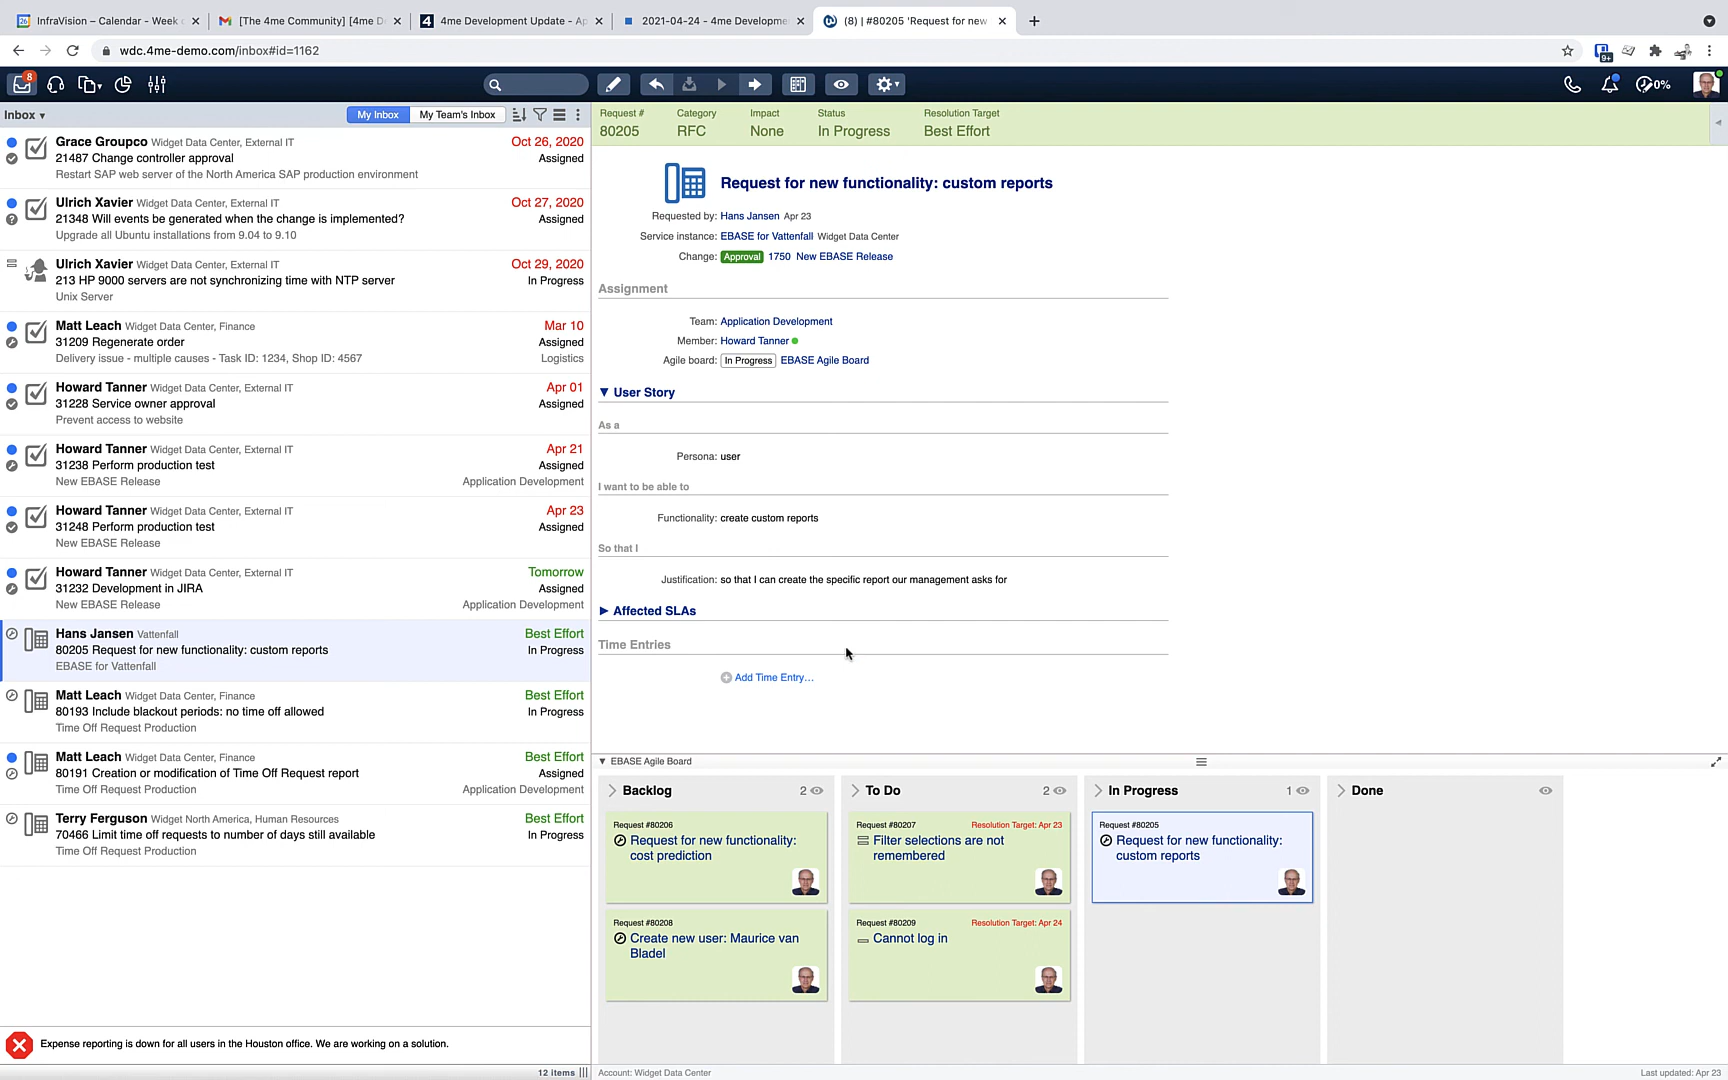 InfraVision – Calendar - Week
[The 4me Community] [4me D
4me Development Update - Ap
2021-04-24 - 4me Developme
(8) | #80205 'Request for new
wdc.4me-demo.com/inbox#id=1162
9+
8
0%
Inbox
My Inbox
My Team's Inbox
Grace Groupco Widget Data Center, External IT Oct 26, 2020
21487 Change controller approval Assigned
Restart SAP web server of the North America SAP production environment
Ulrich Xavier Widget Data Center, External IT Oct 27, 2020
21348 Will events be generated when the change is implemented? Assigned
Upgrade all Ubuntu installations from 9.04 to 9.10
Ulrich Xavier Widget Data Center, External IT Oct 29, 2020
213 HP 9000 servers are not synchronizing time with NTP server In Progress
Unix Server
Matt Leach Widget Data Center, Finance Mar 10
31209 Regenerate order Assigned
Delivery issue - multiple causes - Task ID: 1234, Shop ID: 4567 Logistics
Howard Tanner Widget Data Center, External IT Apr 01
31228 Service owner approval Assigned
Prevent access to website
Howard Tanner Widget Data Center, External IT Apr 21
31238 Perform production test Assigned
New EBASE Release Application Development
Howard Tanner Widget Data Center, External IT Apr 23
31248 Perform production test Assigned
New EBASE Release
Howard Tanner Widget Data Center, External IT Tomorrow
31232 Development in JIRA Assigned
New EBASE Release Application Development
Hans Jansen Vattenfall Best Effort
80205 Request for new functionality: custom reports In Progress
EBASE for Vattenfall
Matt Leach Widget Data Center, Finance Best Effort
80193 Include blackout periods: no time off allowed In Progress
Time Off Request Production
Matt Leach Widget Data Center, Finance Best Effort
80191 Creation or modification of Time Off Request report Assigned
Time Off Request Production Application Development
Terry Ferguson Widget North America, Human Resources Best Effort
70466 Limit time off requests to number of days still available In Progress
Time Off Request Production
Expense reporting is down for all users in the Houston office. We are working on a solution.
12 items
Request # Category Impact Status Resolution Target
80205 RFC None In Progress Best Effort
Request for new functionality: custom reports
Requested by: Hans Jansen Apr 23
Service instance: EBASE for Vattenfall Widget Data Center
Change: Approval 1750 New EBASE Release
Assignment
Team: Application Development
Member: Howard Tanner
Agile board: In Progress EBASE Agile Board
User Story
As a
Persona: user
I want to be able to
Functionality: create custom reports
So that I
Justification: so that I can create the specific report our management asks for
Affected SLAs
Time Entries
Add Time Entry…
EBASE Agile Board
Backlog 2
Request #80206
Request for new functionality:
cost prediction
Request #80208
Create new user: Maurice van
Bladel
To Do 2
Request #80207 Resolution Target: Apr 23
Filter selections are not
remembered
Request #80209 Resolution Target: Apr 24
Cannot log in
In Progress 1
Request #80205
Request for new functionality:
custom reports
Done
Account: Widget Data Center
Last updated: Apr 23